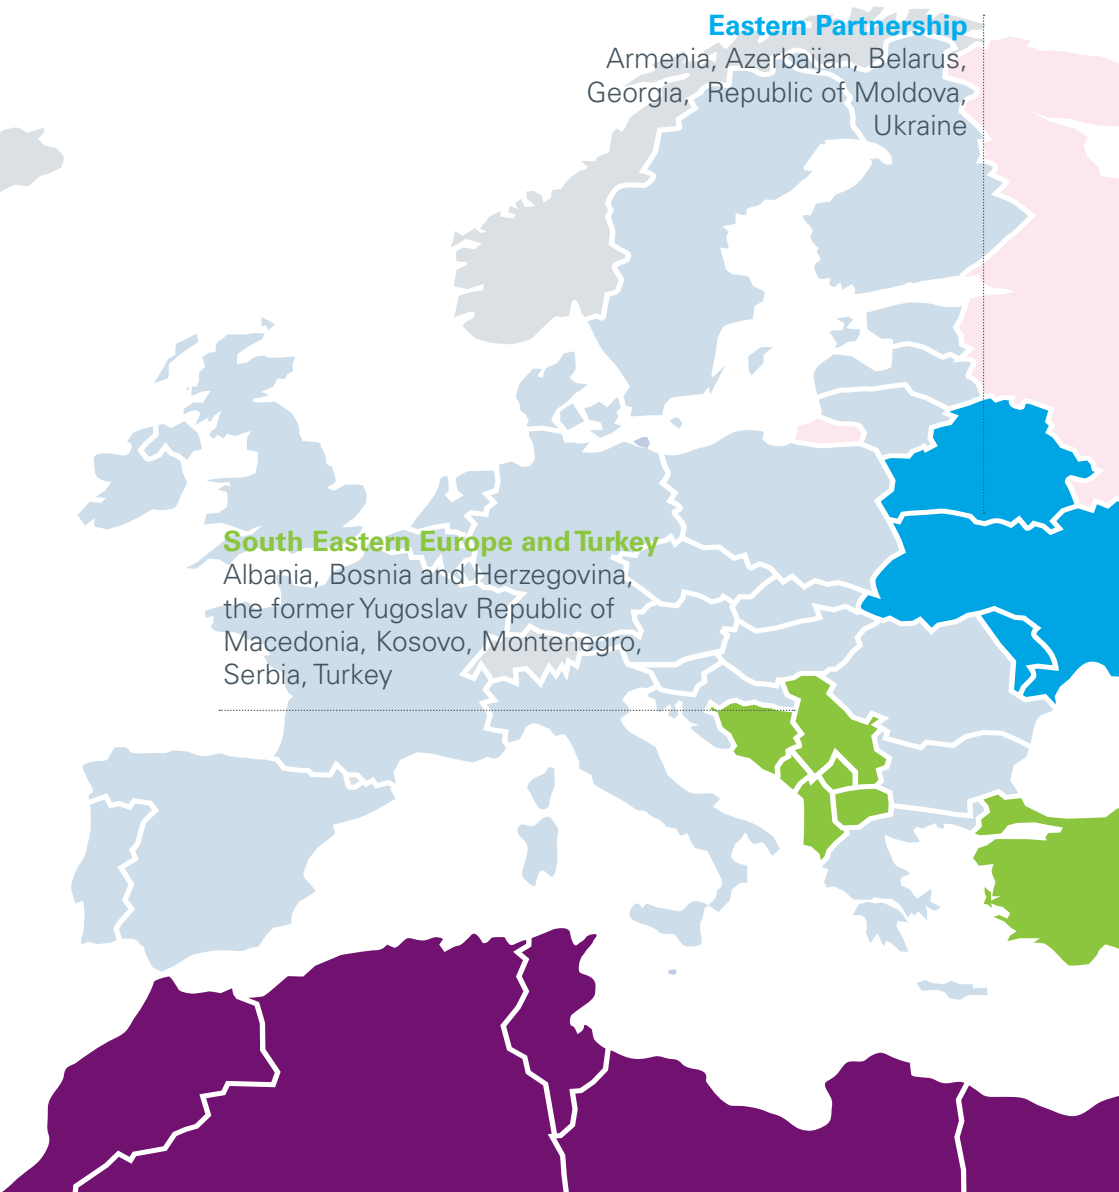 Eastern Partnership
Armenia, Azerbaijan, Belarus,
Georgia, Republic of Moldova,
Ukraine
South Eastern Europe and Turkey
Albania, Bosnia and Herzegovina,
the former Yugoslav Republic of
Macedonia, Kosovo, Montenegro,
Serbia, Turkey